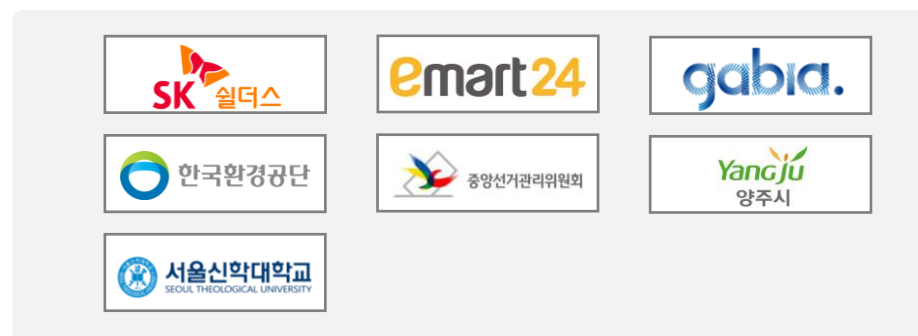 SK 쉴더스
emart24
gabia.
한국환경공단
중앙선거관리위원회
Yangju
양주시
서울신학대학교
SEOUL THEOLOGICAL UNIVERSITY